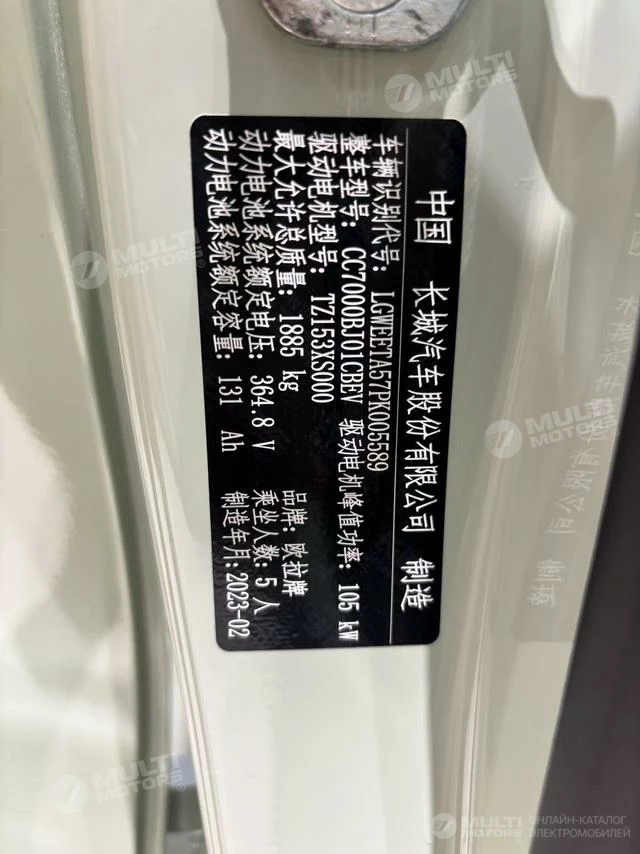 中国 长城汽车股份有限公司 制造
车辆识别代号: LGWEETA57PK005589
整车型号: CC7000BJ01CBEV 驱动电机峰值功率: 105 kW
驱动电机型号: TZ153XS000
最大允许总质量: 1885 kg 品牌: 欧拉牌
动力电池系统额定电压: 364.8 V 乘坐人数: 5 人
动力电池系统额定容量: 131 Ah 制造年月: 2023-02
MULTI MOTORS
MULTI MOTORS
MULTI MOTORS
MULTI MOTORS
MULTI MOTORS ОНЛАЙН-КАТАЛОГ ЭЛЕКТРОМОБИЛЕЙ